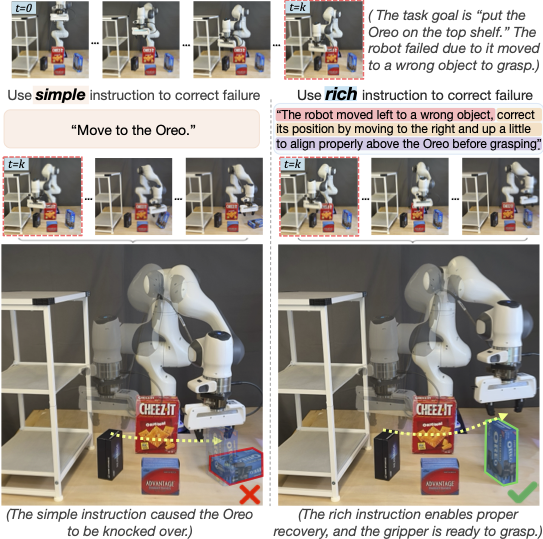 t=0
t=k
( The task goal is “put the
Oreo on the top shelf.” The
robot failed due to it moved
to a wrong object to grasp.)
Use simple instruction to correct failure
Use rich instruction to correct failure
“Move to the Oreo.”
“The robot moved left to a wrong object, correct
its position by moving to the right and up a little
to align properly above the Oreo before grasping”
t=k
t=k
CHEEZ-IT
ADVANTAGE
CHEEZ-IT
ADVANTAGE
OREO
(The simple instruction caused the Oreo
to be knocked over.)
(The rich instruction enables proper
recovery, and the gripper is ready to grasp.)